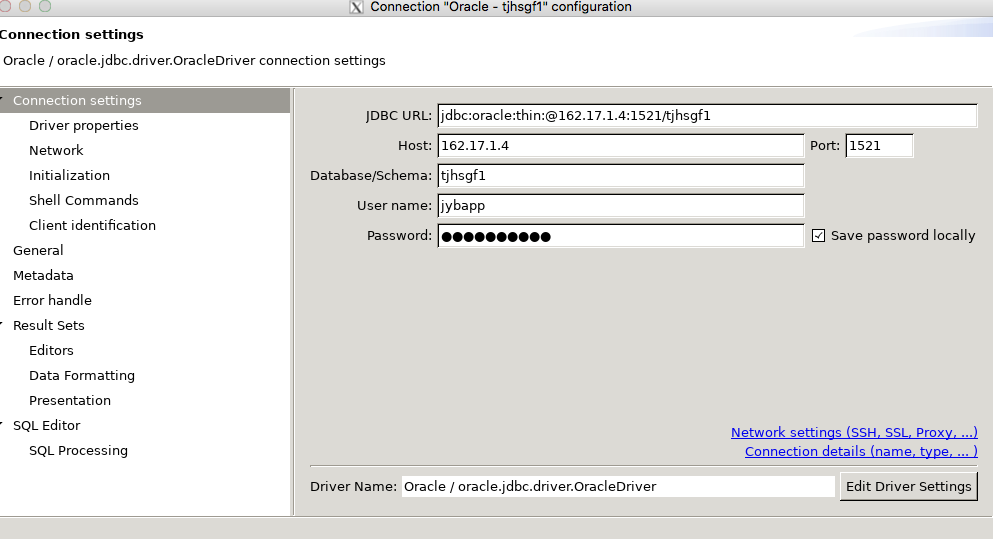 Connection "Oracle - tjhsgf1" configuration
Connection settings
Oracle / oracle.jdbc.driver.OracleDriver connection settings
Connection settings
Driver properties
Network
Initialization
Shell Commands
Client identification
General
Metadata
Error handle
Result Sets
Editors
Data Formatting
Presentation
SQL Editor
SQL Processing
JDBC URL: jdbc:oracle:thin:@162.17.1.4:1521/tjhsgf1
Host: 162.17.1.4 Port: 1521
Database/Schema: tjhsgf1
User name: jybapp
Password: ●●●●●●●●●● Save password locally
Network settings (SSH, SSL, Proxy, ...)
Connection details (name, type, ... )
Driver Name: Oracle / oracle.jdbc.driver.OracleDriver Edit Driver Settings